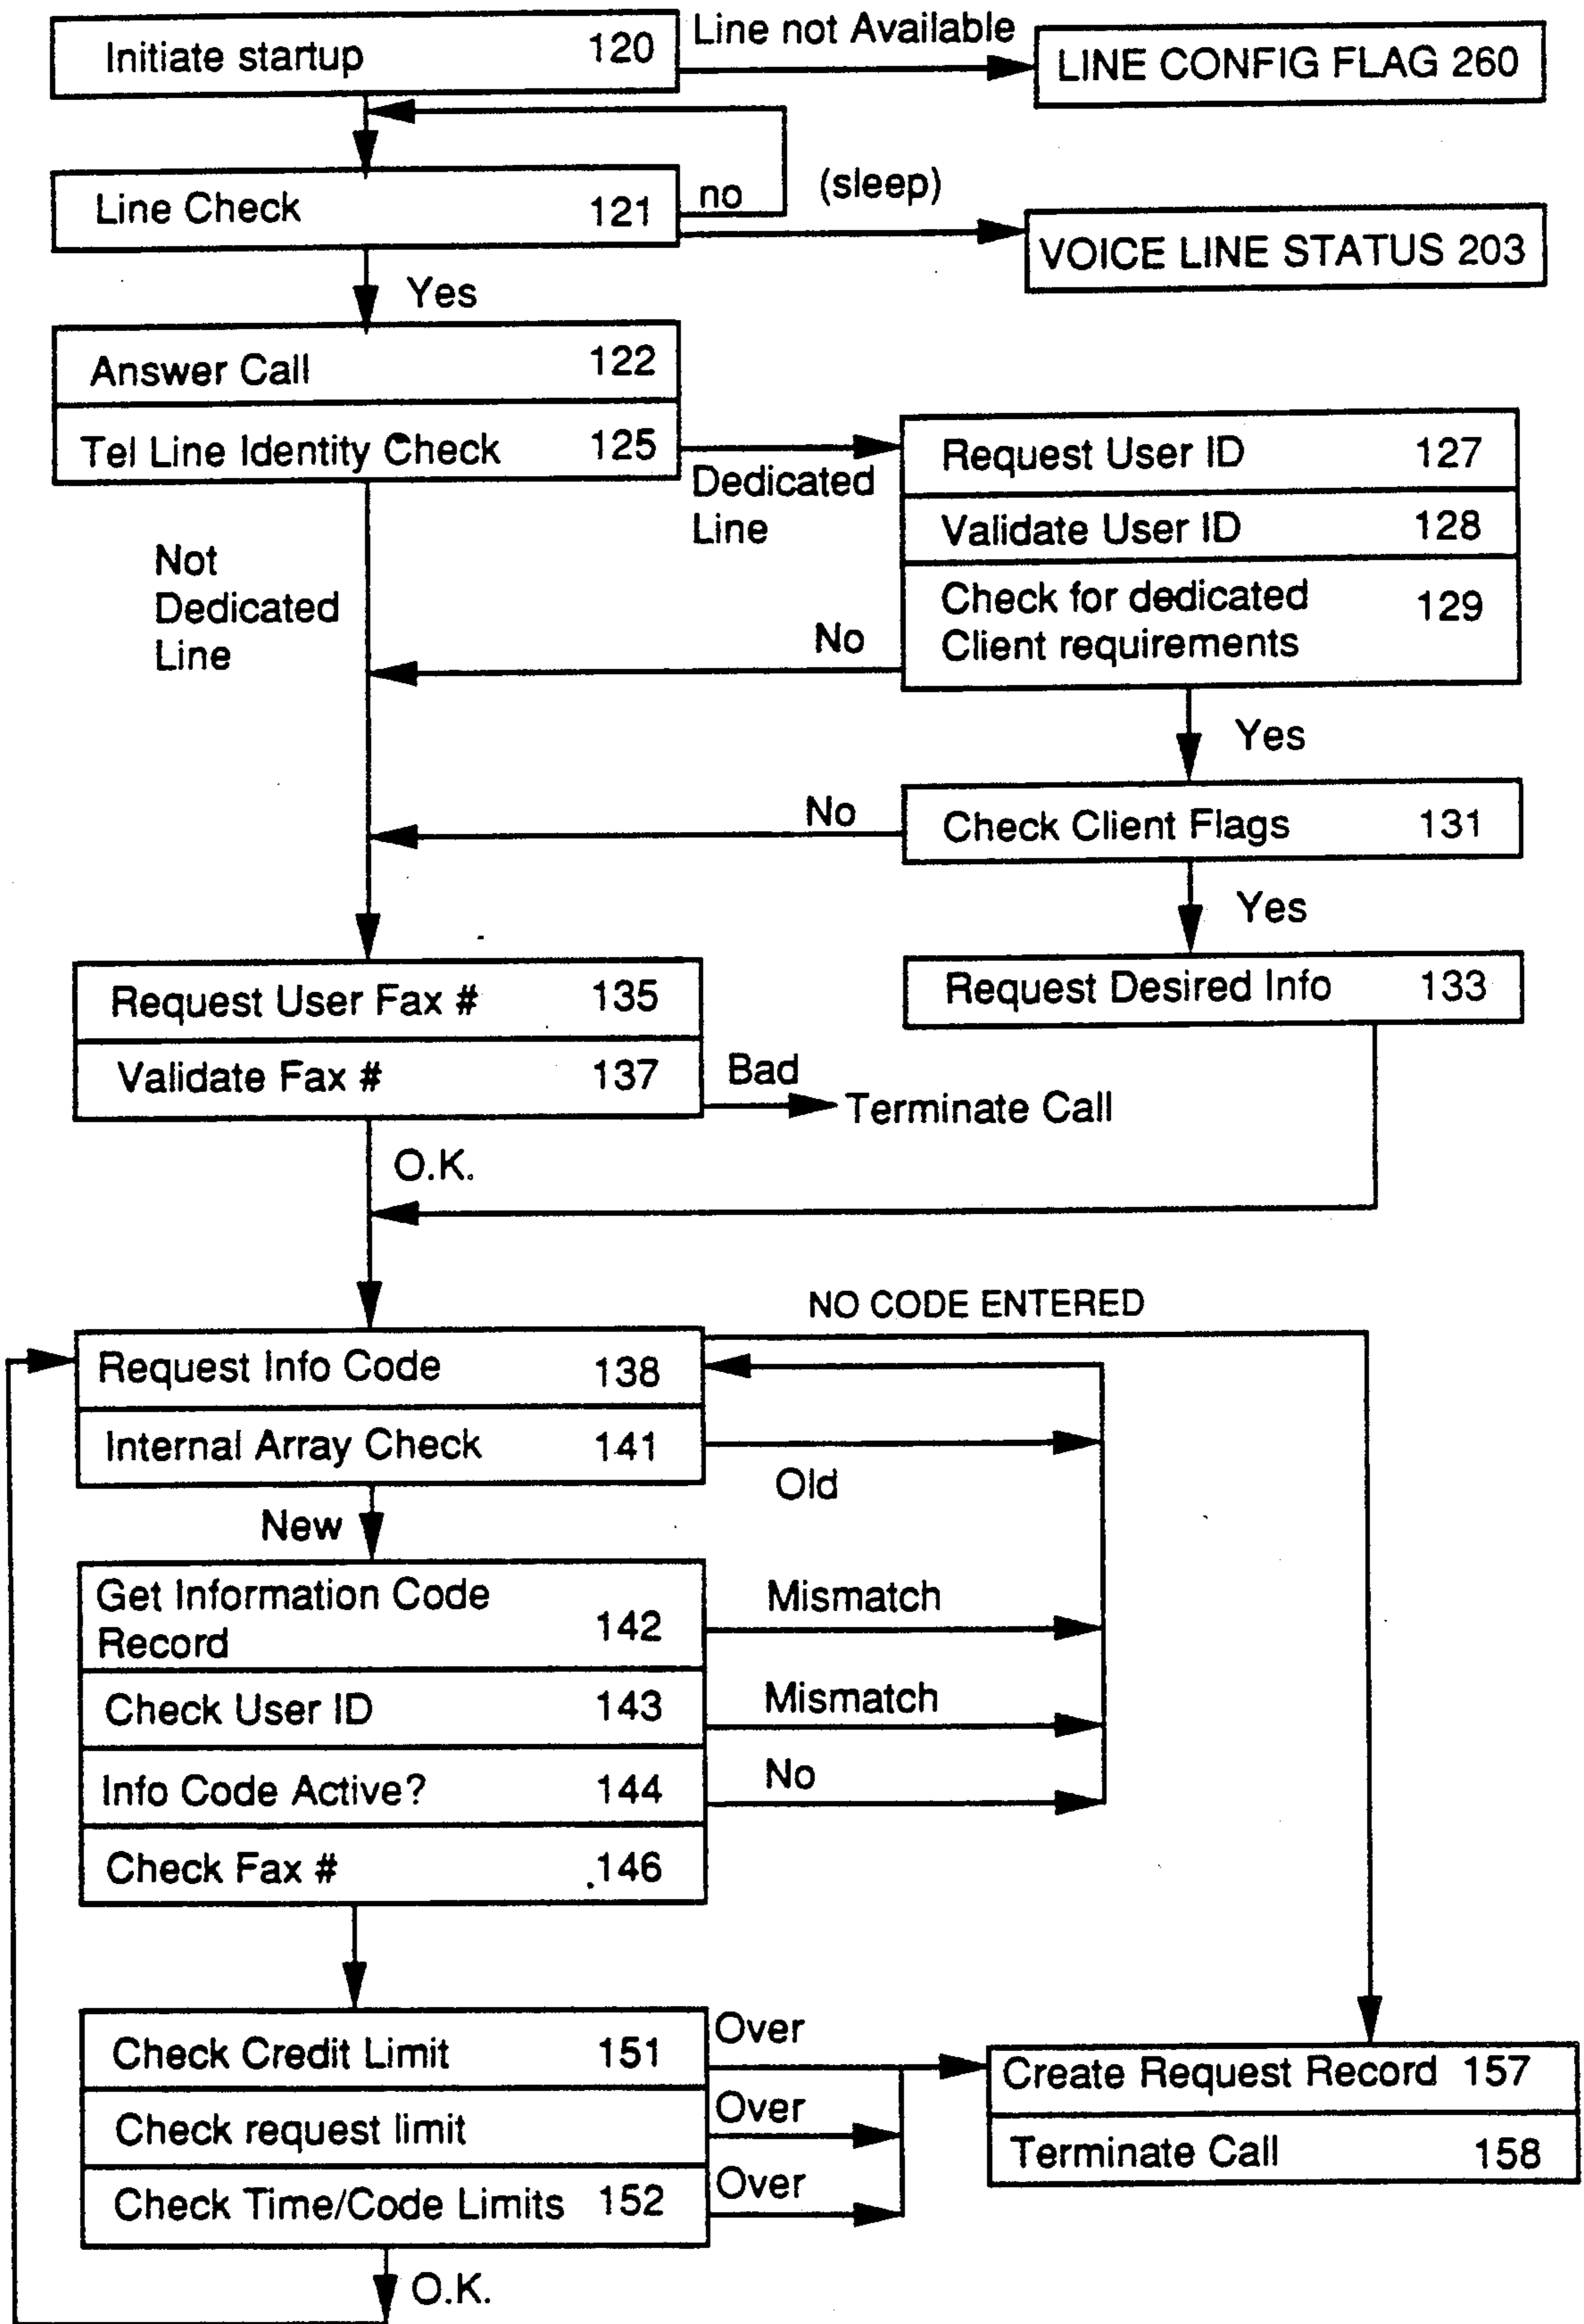 Initiate startup 120
Line not Available
LINE CONFIG FLAG 260
Line Check 121
no
(sleep)
VOICE LINE STATUS 203
Yes
Answer Call 122
Tel Line Identity Check 125
Dedicated
Line
Request User ID 127
Validate User ID 128
Check for dedicated
Client requirements 129
Not
Dedicated
Line
No
Yes
No
Check Client Flags 131
Yes
Request Desired Info 133
Request User Fax # 135
Validate Fax # 137
Bad
Terminate Call
O.K.
NO CODE ENTERED
Request Info Code 138
Internal Array Check 141
Old
New
Get Information Code
Record 142
Mismatch
Check User ID 143
Mismatch
Info Code Active? 144
No
Check Fax # 146
Check Credit Limit 151
Over
Check request limit
Over
Check Time/Code Limits 152
Over
Create Request Record 157
Terminate Call 158
O.K.